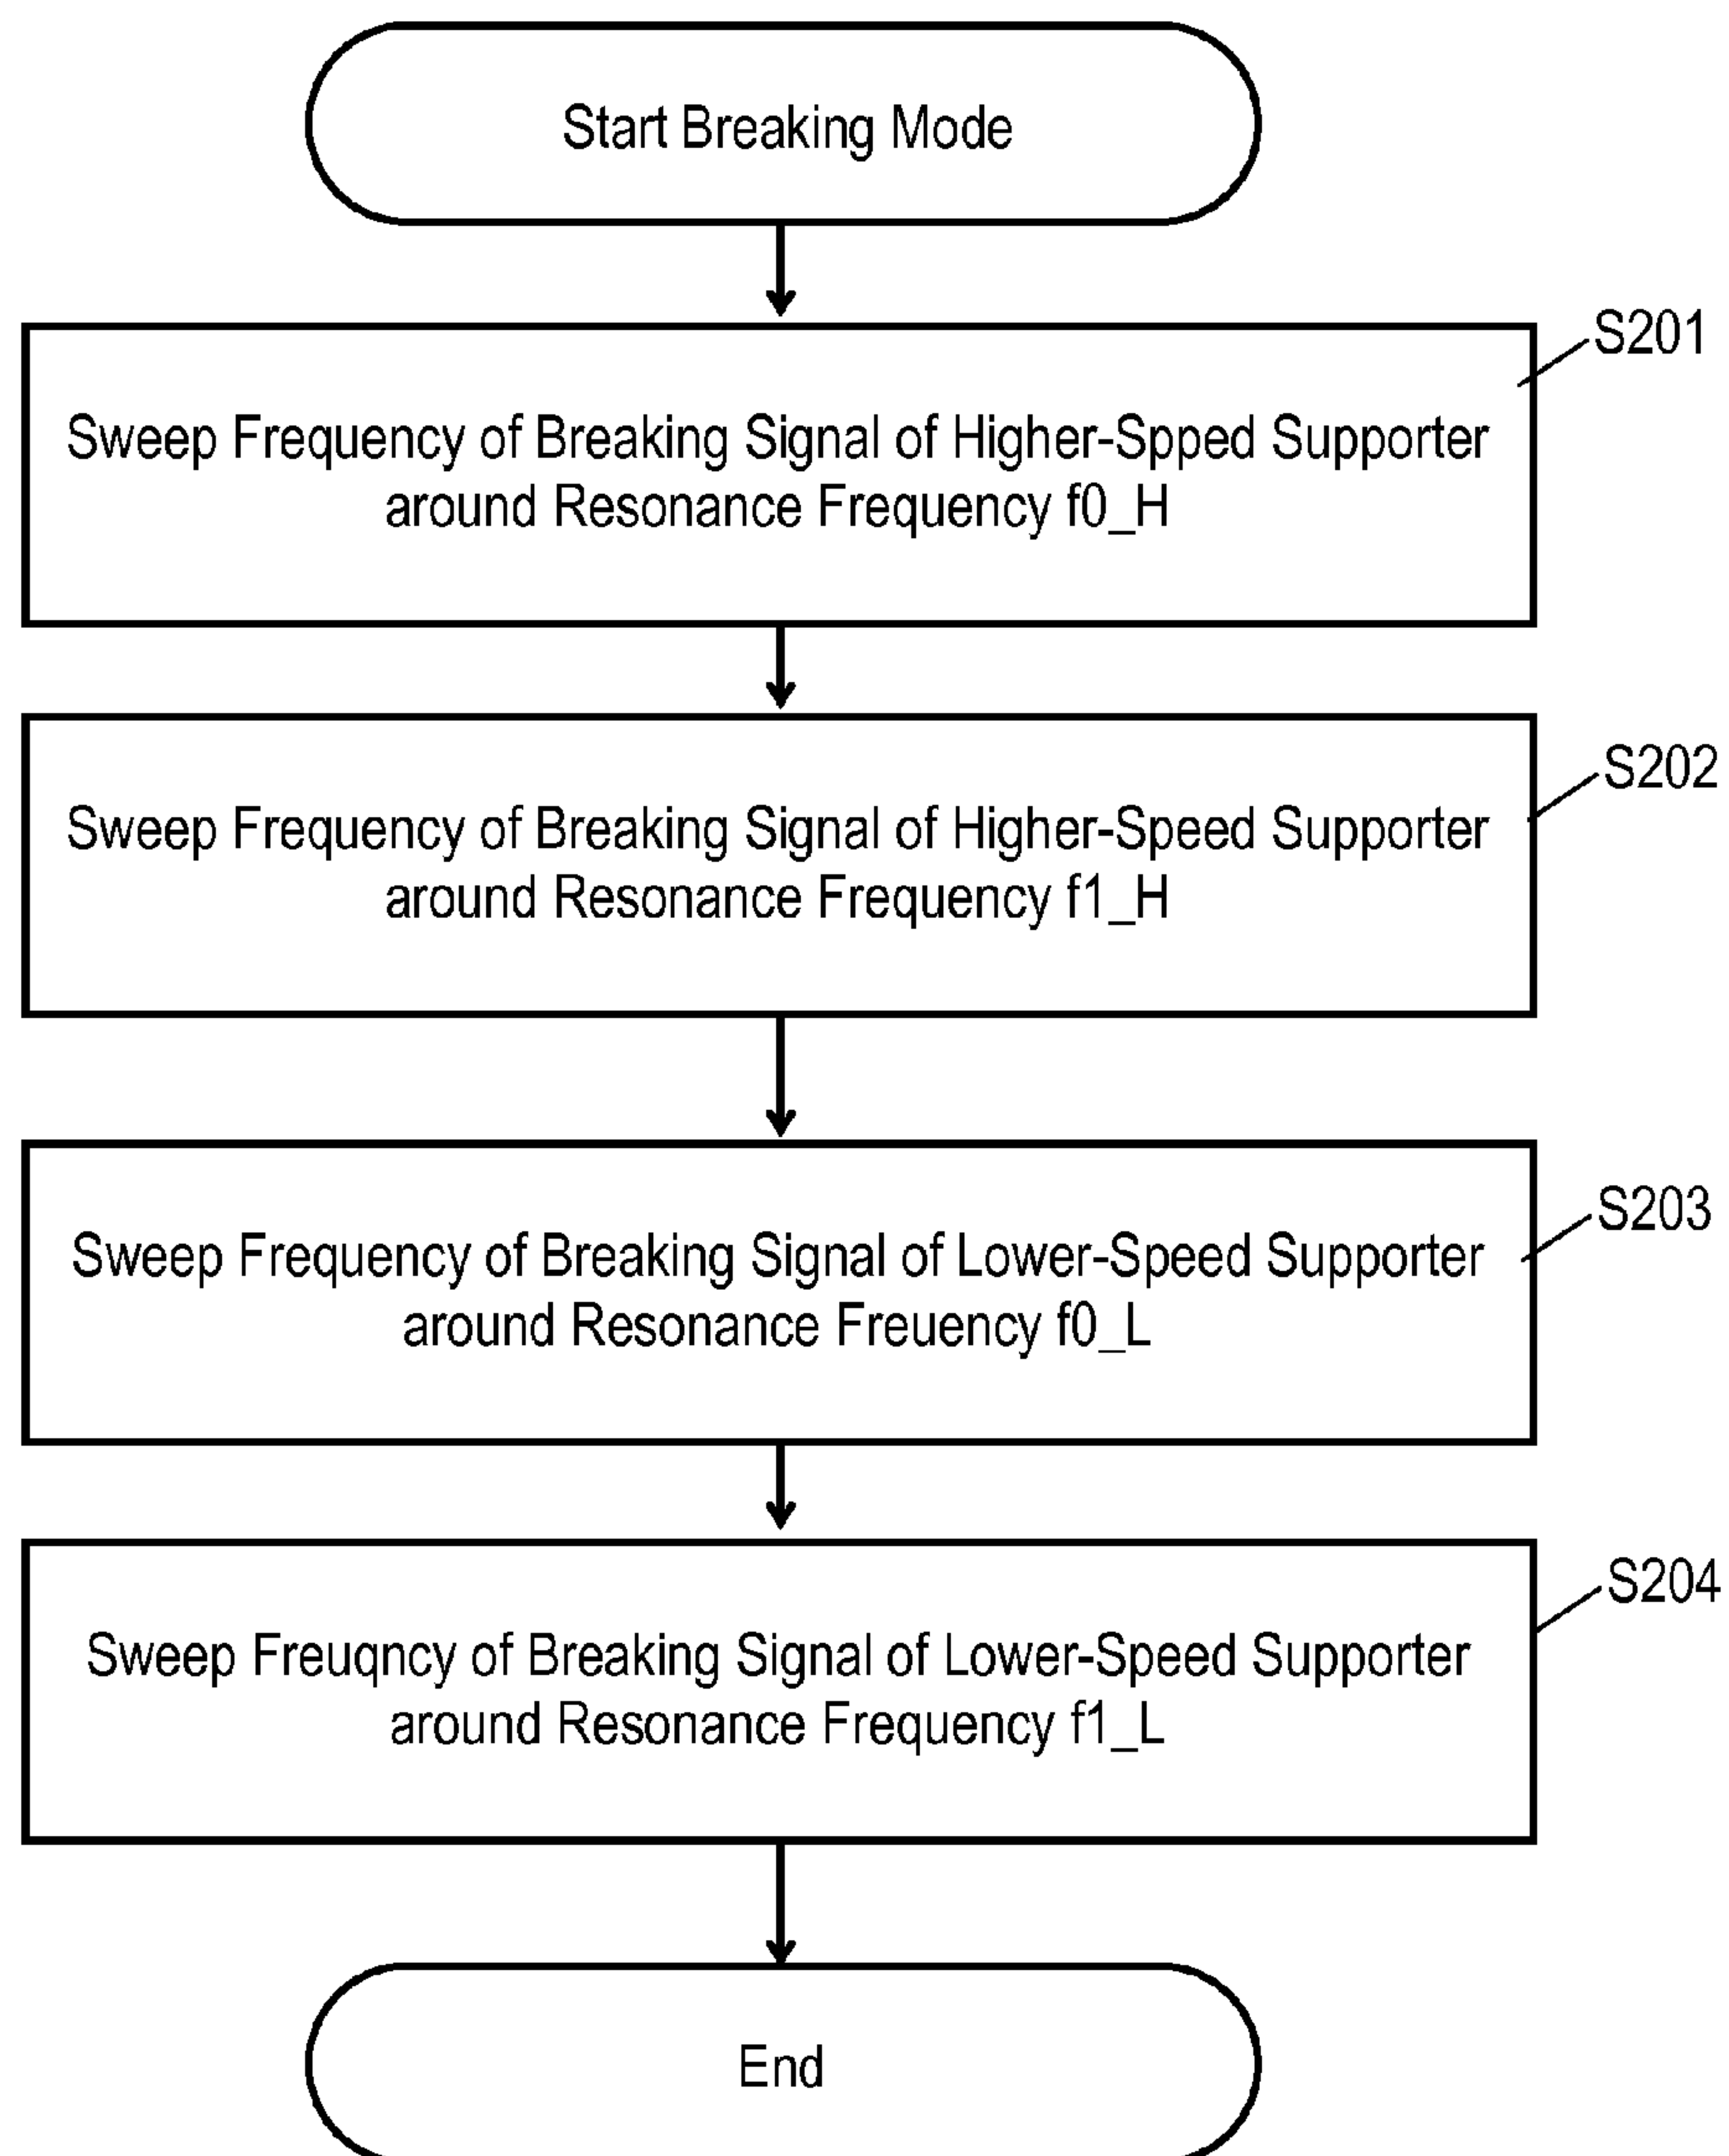 Start Breaking Mode
S201
Sweep Frequency of Breaking Signal of Higher-Spped Supporter
around Resonance Frequency f0_H
S202
Sweep Frequency of Breaking Signal of Higher-Speed Supporter
around Resonance Frequency f1_H
S203
Sweep Frequency of Breaking Signal of Lower-Speed Supporter
around Resonance Freuency f0_L
S204
Sweep Freuqncy of Breaking Signal of Lower-Speed Supporter
around Resonance Frequency f1_L
End